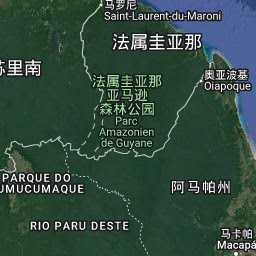 马罗尼
Saint-Laurent-du-Maroni
法属圭亚那
苏里南
奥亚波基
Oiapoque
法属圭亚那
亚马逊
森林公园
Parc
Amazonien
de Guyane
PARQUE DO
UMUCUMAQUE
阿马帕州
RIO PARU DESTE
马卡帕
Macapá